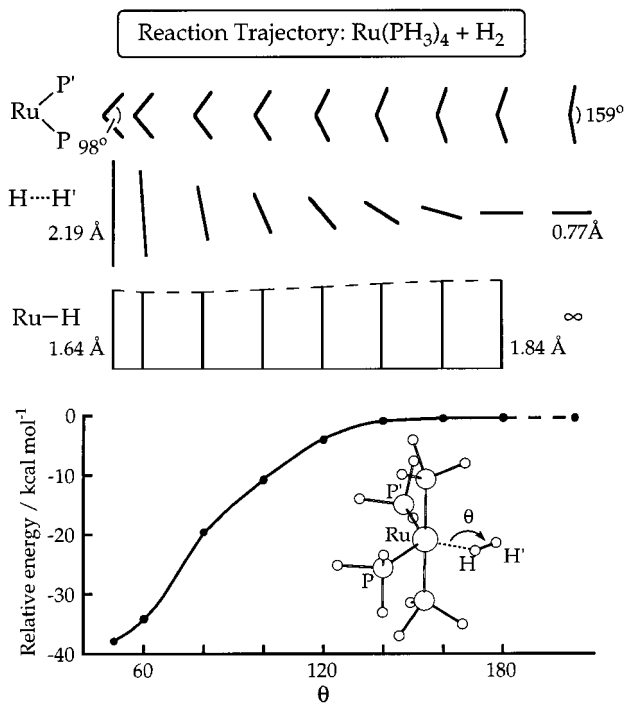 Reaction Trajectory: Ru(PH₃)₄ + H₂
P'
Ru
P 98° 159°
H····H'
2.19 Å 0.77Å
Ru—H ∞
1.64 Å 1.84 Å
Relative energy / kcal mol⁻¹
0
-10
-20
-30
-40
P'
Ru
θ
H H'
P
60 120 180
θ